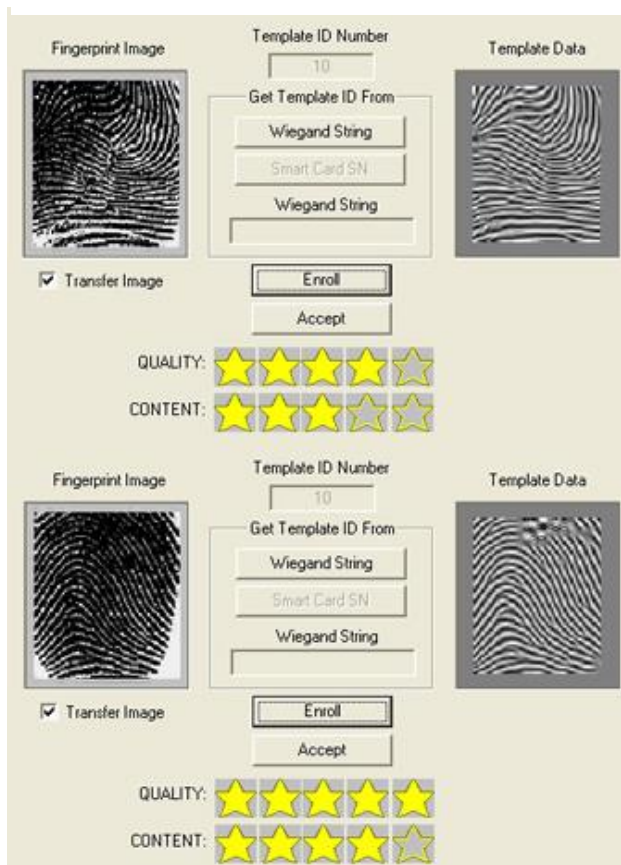 Fingerprint Image
Template ID Number
Template Data
10
Get Template ID From
Wiegand String
Smart Card SN
Wiegand String
Transfer Image
Enroll
Accept
QUALITY:
CONTENT:
Fingerprint Image
Template ID Number
Template Data
10
Get Template ID From
Wiegand String
Smart Card SN
Wiegand String
Transfer Image
Enroll
Accept
QUALITY:
CONTENT: